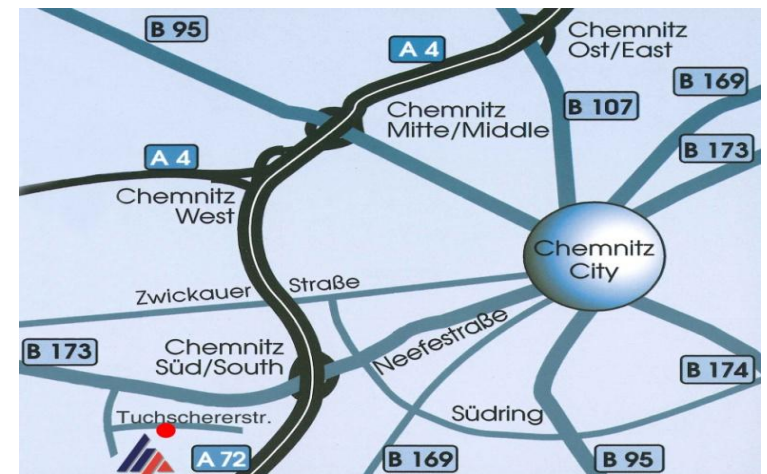 B 95
A 4
Chemnitz
Ost/East
B 169
B 107
Chemnitz
Mitte/Middle
B 173
A 4
Chemnitz
West
Chemnitz
City
Zwickauer Straße
B 173
Chemnitz
Süd/South
Neefestraße
B 174
Tuchschererstr.
Südring
A 72
B 169
B 95